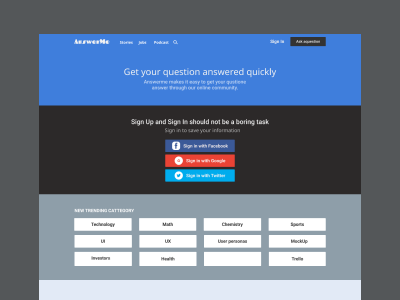 AnswerMe
Stories Jobs Podcast
Sign in
Ask aquestion
Get your question answered quickly
Answerme makes it easy to get your qustions
answer through our online community.
Sign Up and Sign In should not be a boring task
Sign in to save your information
Sign in with Facebook
Sign in with Google
Sign in with Twitter
NEW TRENDING CATTEGORY
Technology Math Chemistry Sports
UI UX User personas MockUp
Investors Health Trello